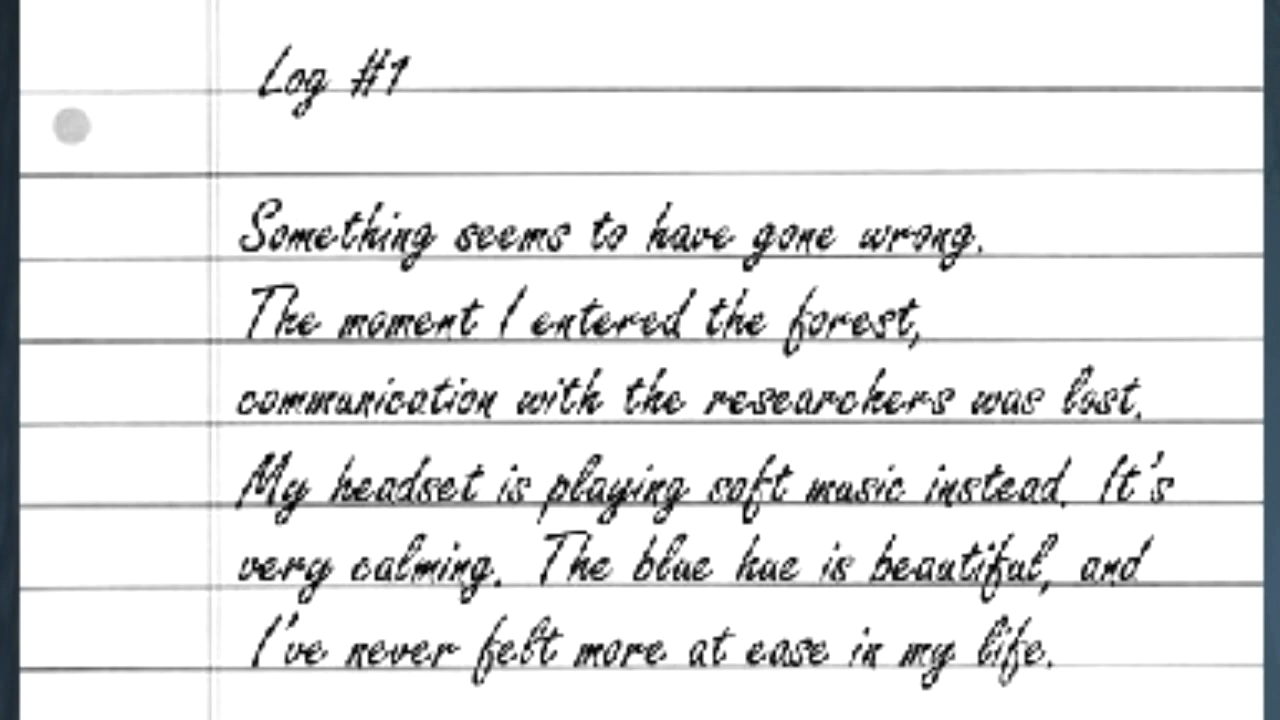 Log #1
Something seems to have gone wrong.
The moment I entered the forest,
communication with the researchers was lost.
My headset is playing soft music instead. It's
very calming. The blue hue is beautiful, and
I've never felt more at ease in my life.